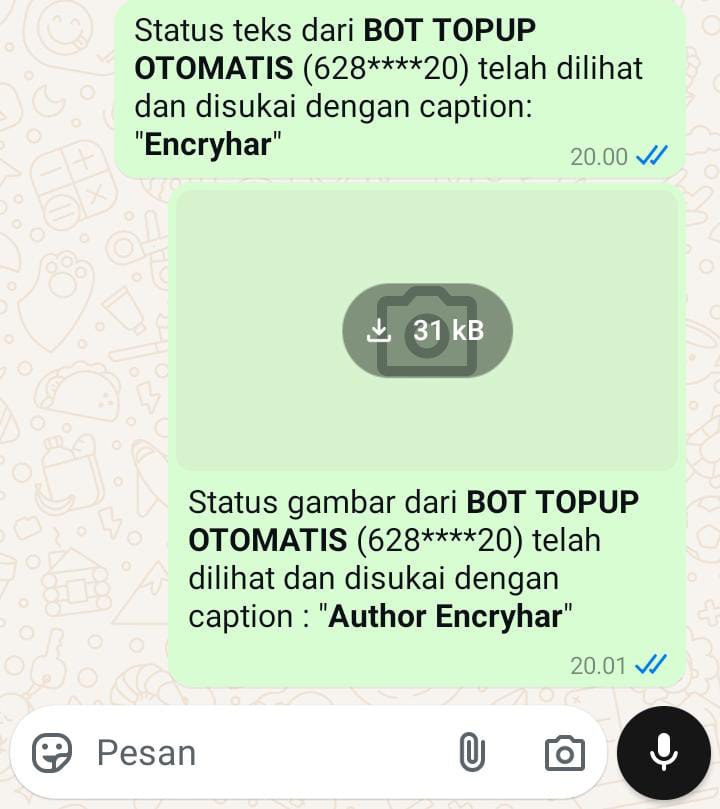 Status teks dari BOT TOPUP
OTOMATIS (628****20) telah dilihat
dan disukai dengan caption:
"Encryhar"
20.00
31 kB
Status gambar dari BOT TOPUP
OTOMATIS (628****20) telah
dilihat dan disukai dengan
caption : "Author Encryhar"
20.01
Pesan